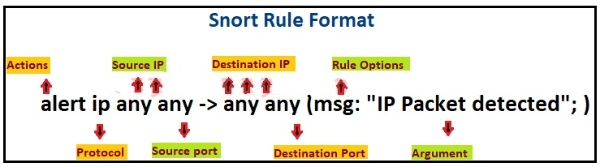 Snort Rule Format
Actions Source IP Destination IP Rule Options
alert ip any any -> any any (msg: "IP Packet detected"; )
Protocol Source port Destination Port Argument